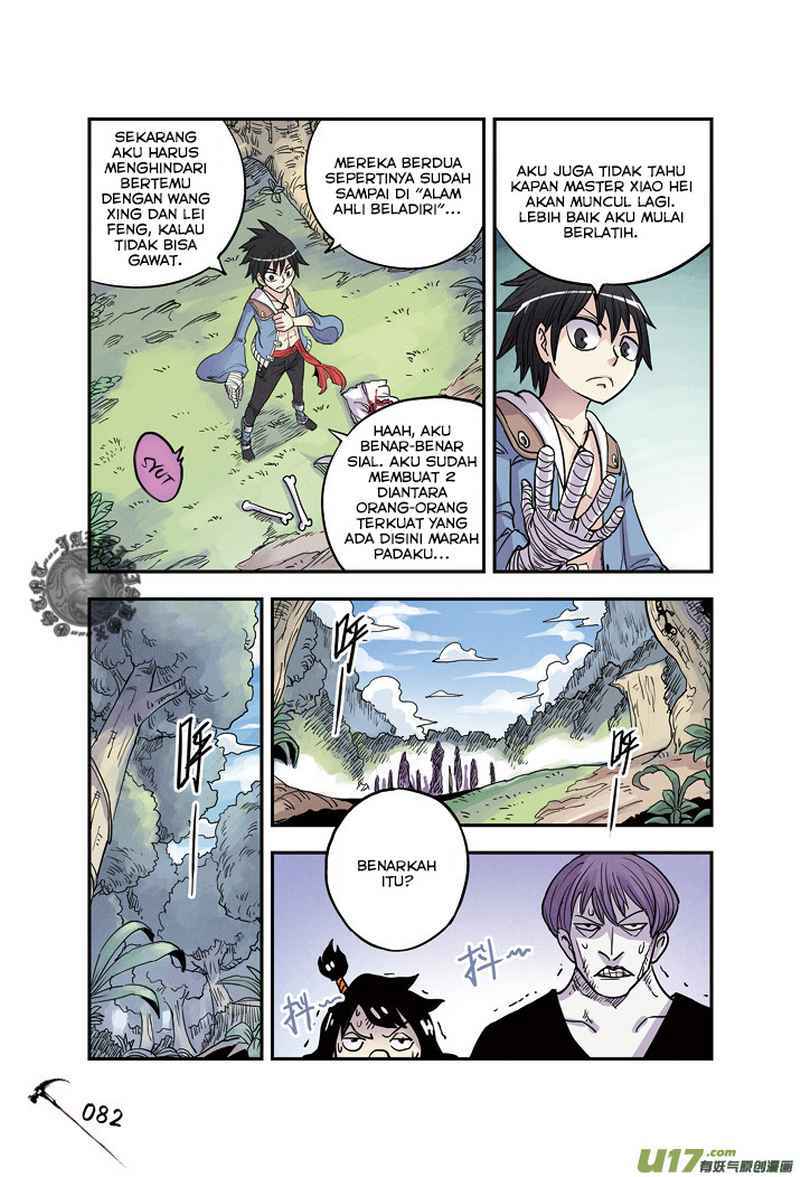 SEKARANG
AKU HARUS
MENGHINDARI
BERTEMU
DENGAN WANG
XING DAN LEI
FENG, KALAU
TIDAK BISA
GAWAT.
MEREKA BERDUA
SEPERTINYA SUDAH
SAMPAI DI "ALAM
AHLI BELADIRI"...
SYUT
HAAH, AKU
BENAR-BENAR
SIAL. AKU SUDAH
MEMBUAT 2
DIANTARA
ORANG-ORANG
TERKUAT YANG
ADA DISINI MARAH
PADAKU...
AKU JUGA TIDAK TAHU
KAPAN MASTER XIAO HEI
AKAN MUNCUL LAGI.
LEBIH BAIK AKU MULAI
BERLATIH.
呼
呼
呼
BENARKAH
ITU?
抖
抖
082
U17.com
有妖气原创漫画